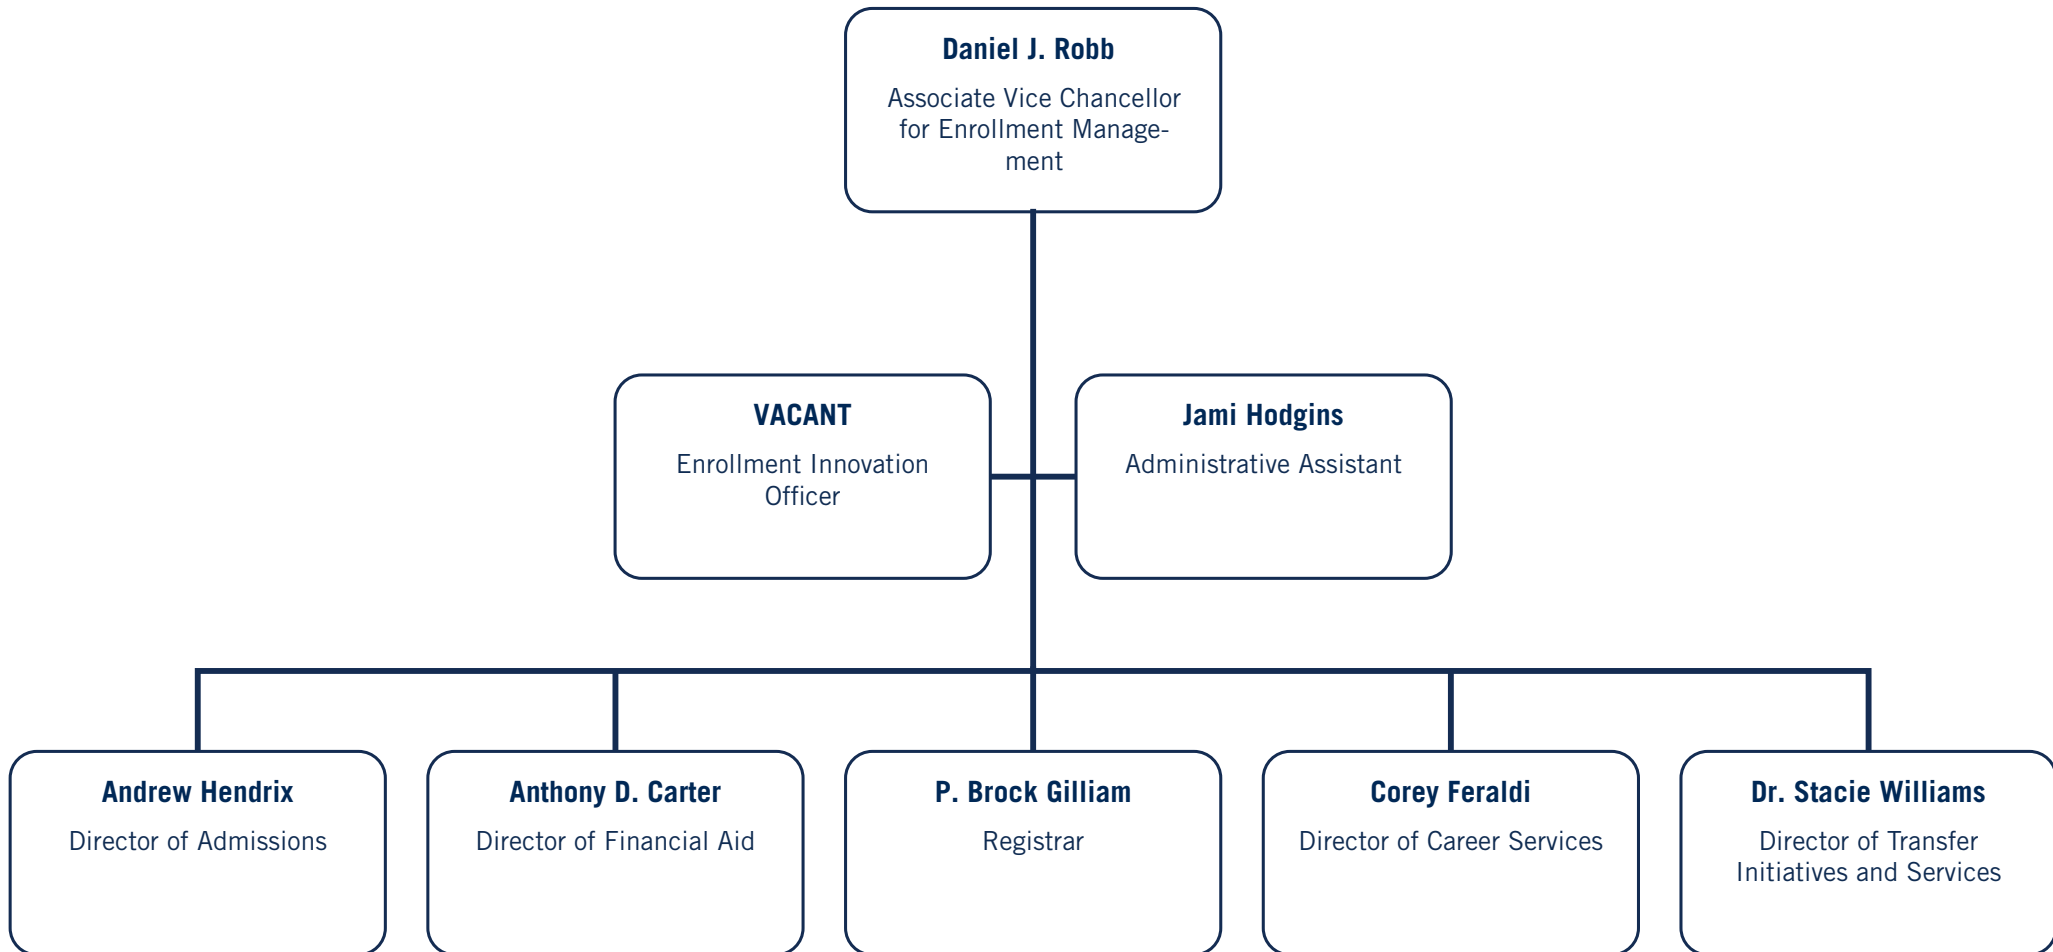 Daniel J. Robb
Associate Vice Chancellor
for Enrollment Manage-
ment
VACANT
Enrollment Innovation
Officer
Jami Hodgins
Administrative Assistant
Andrew Hendrix
Director of Admissions
Anthony D. Carter
Director of Financial Aid
P. Brock Gilliam
Registrar
Corey Feraldi
Director of Career Services
Dr. Stacie Williams
Director of Transfer
Initiatives and Services